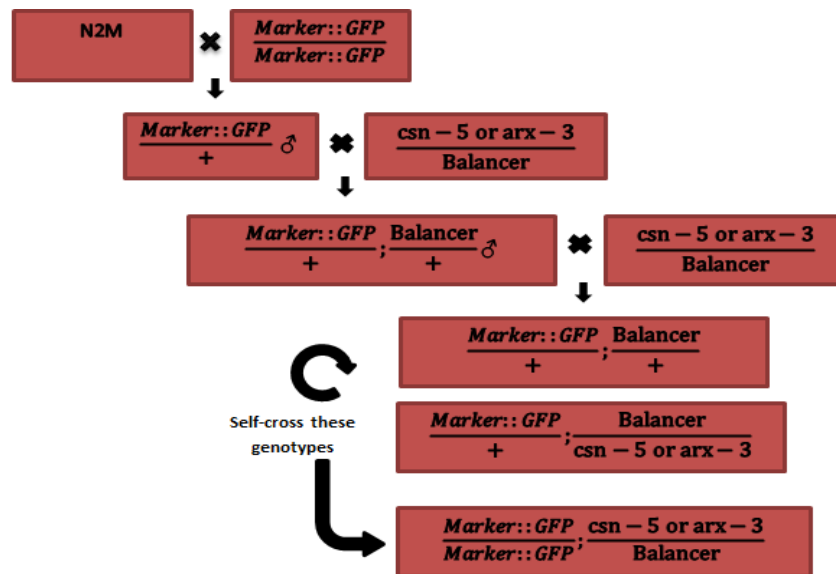 N2M
✖
Marker::GFP
Marker::GFP
Marker::GFP
+
♂
✖
csn − 5 or arx − 3
Balancer
Marker::GFP
+
;
Balancer
+
♂
✖
csn − 5 or arx − 3
Balancer
Marker::GFP
+
;
Balancer
+
Self-cross these
genotypes
Marker::GFP
+
;
Balancer
csn − 5 or arx − 3
Marker::GFP
Marker::GFP
;
csn − 5 or arx − 3
Balancer